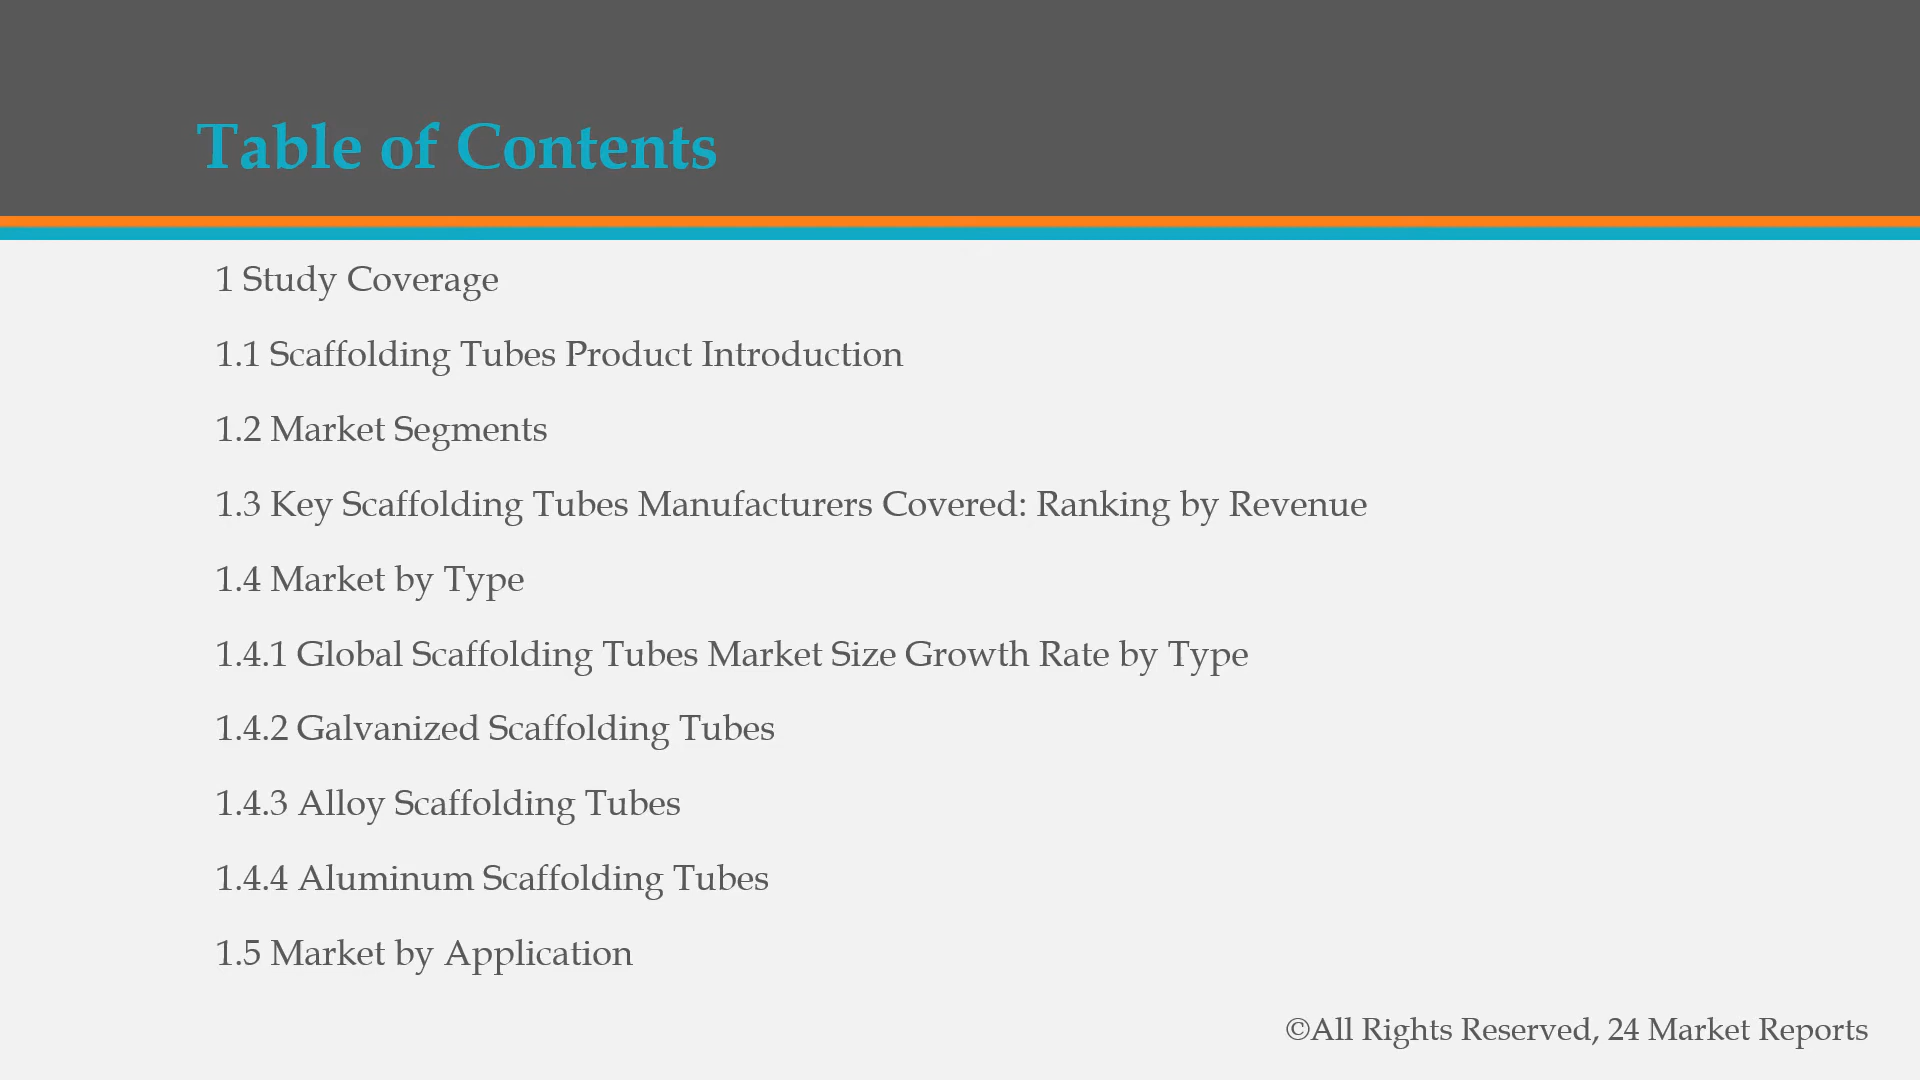 Table of Contents
1 Study Coverage
1.1 Scaffolding Tubes Product Introduction
1.2 Market Segments
1.3 Key Scaffolding Tubes Manufacturers Covered: Ranking by Revenue
1.4 Market by Type
1.4.1 Global Scaffolding Tubes Market Size Growth Rate by Type
1.4.2 Galvanized Scaffolding Tubes
1.4.3 Alloy Scaffolding Tubes
1.4.4 Aluminum Scaffolding Tubes
1.5 Market by Application
©All Rights Reserved, 24 Market Reports